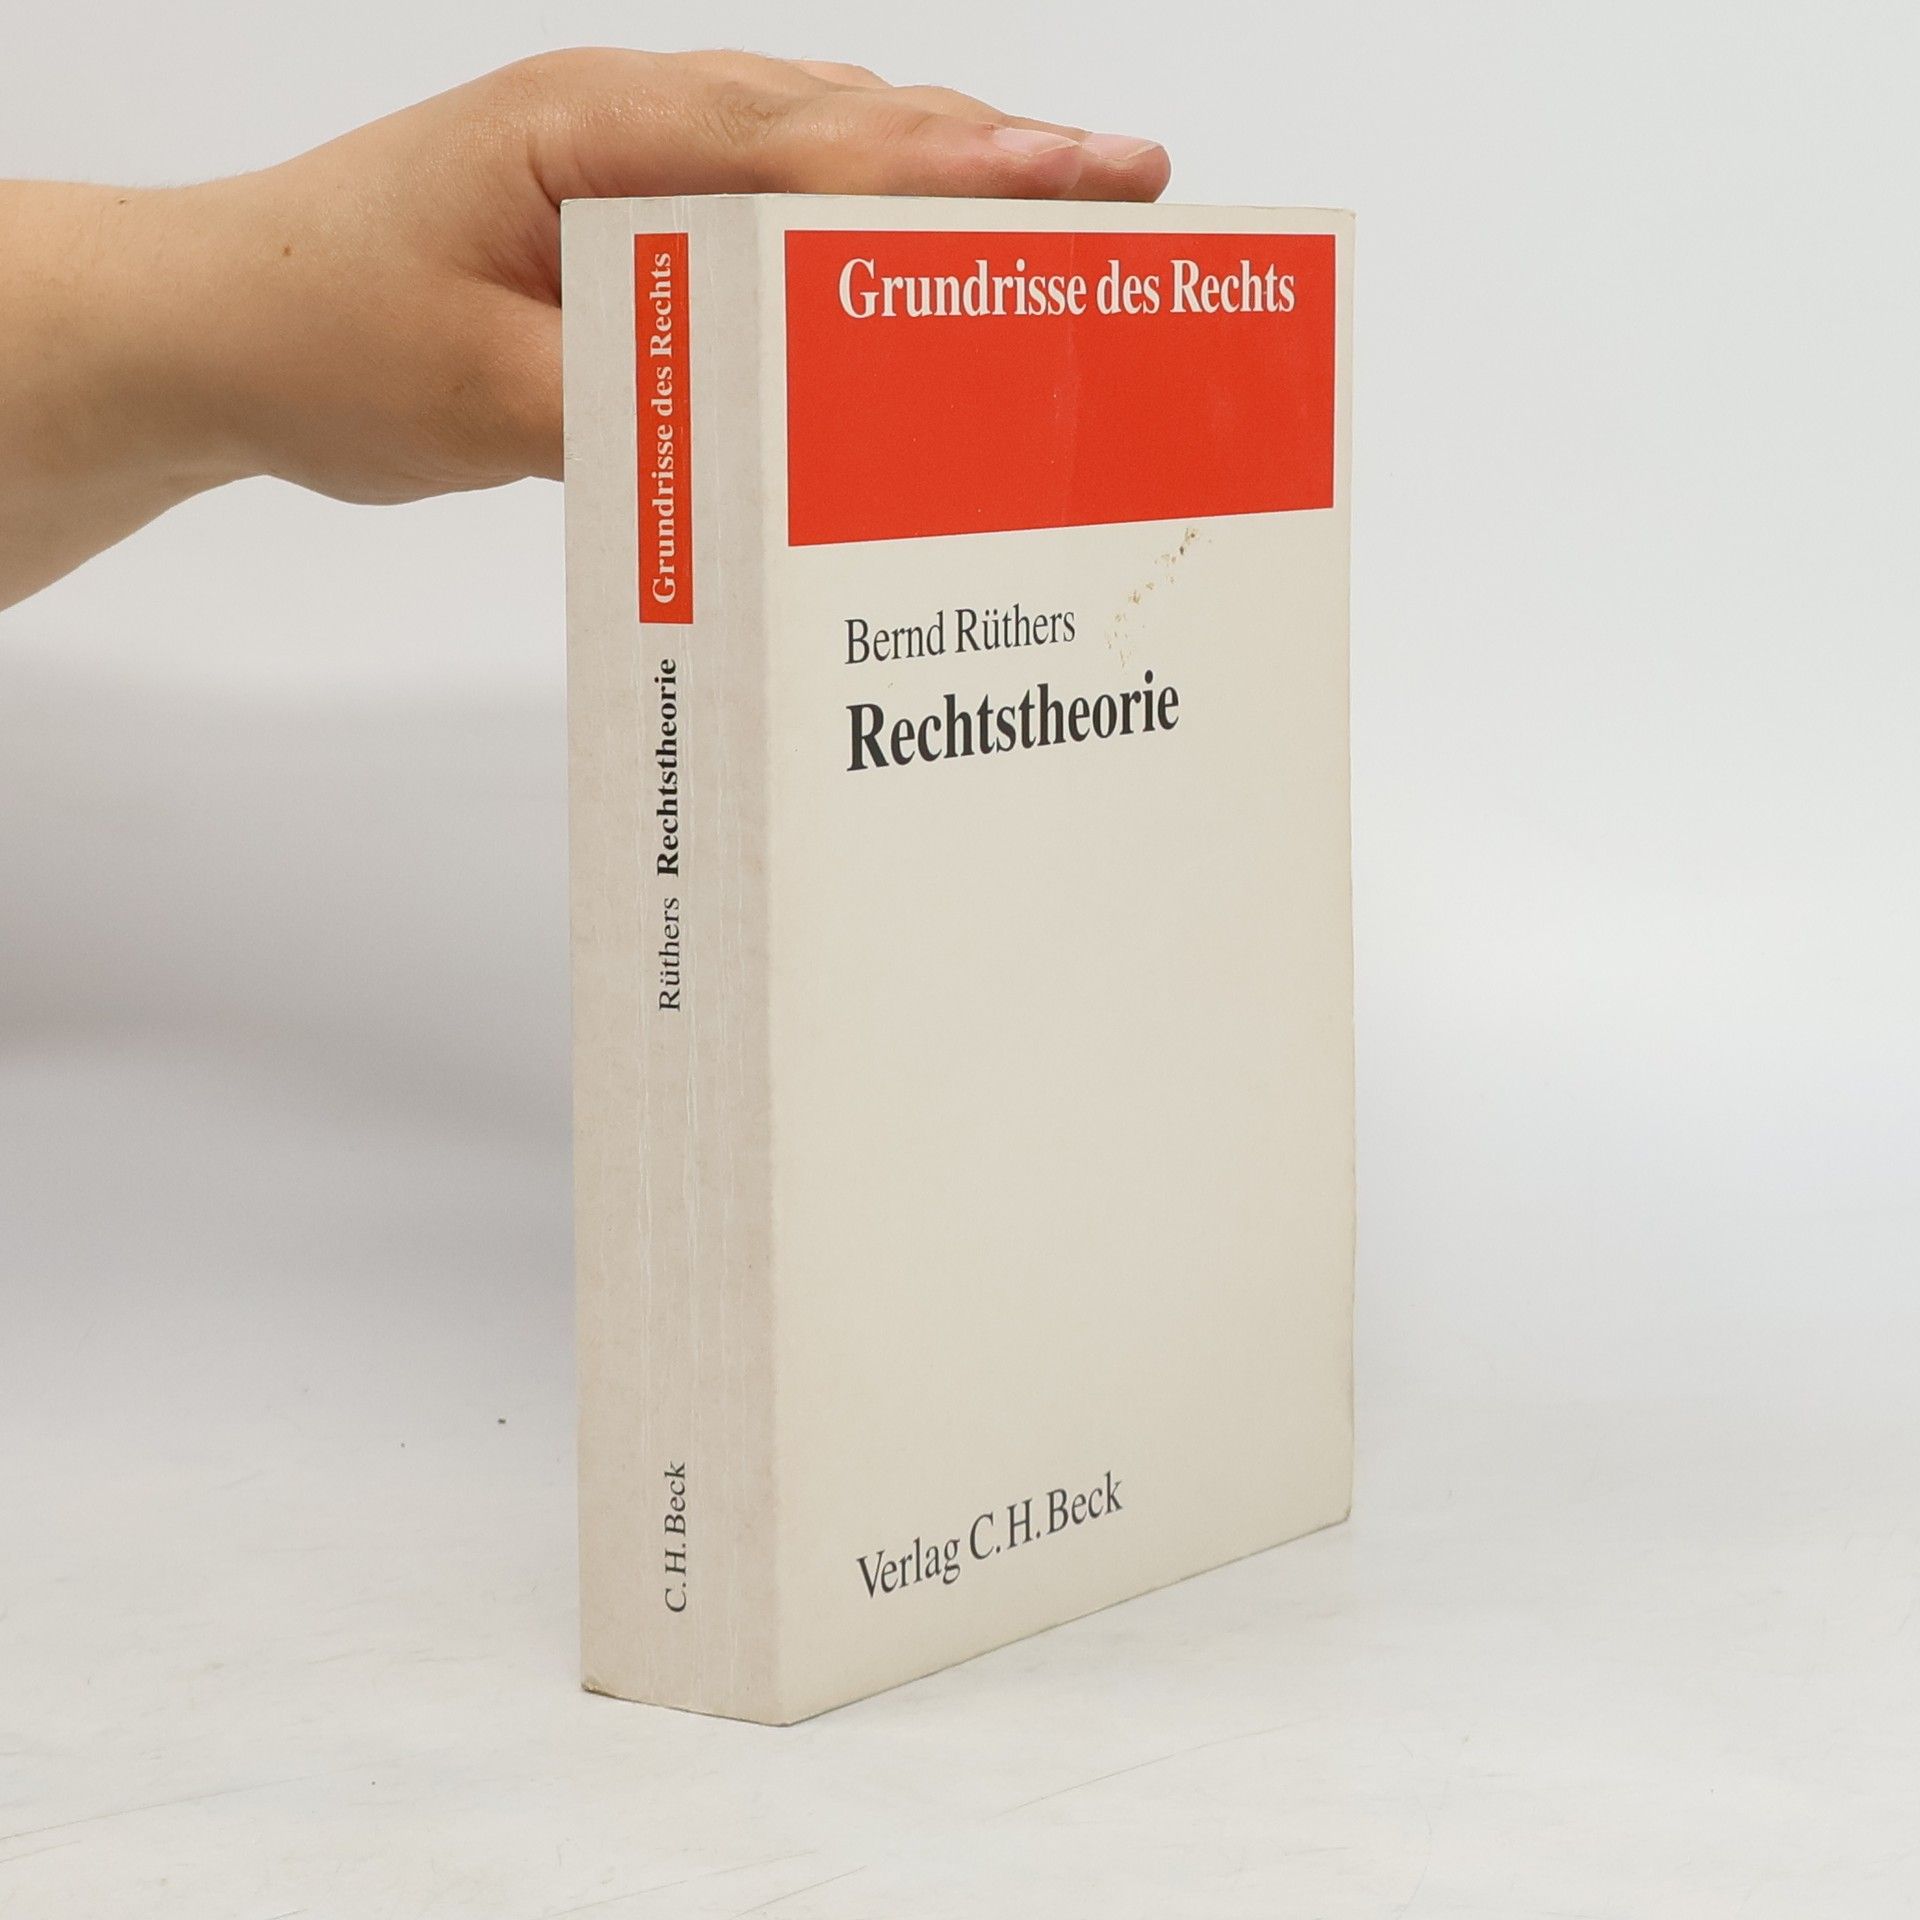 Grundrisse des Rechts
Bernd Rüthers
Rechtstheorie
Verlag C.H.Beck
Rüthers Rechtstheorie Grundrisse des Rechts
C.H.Beck